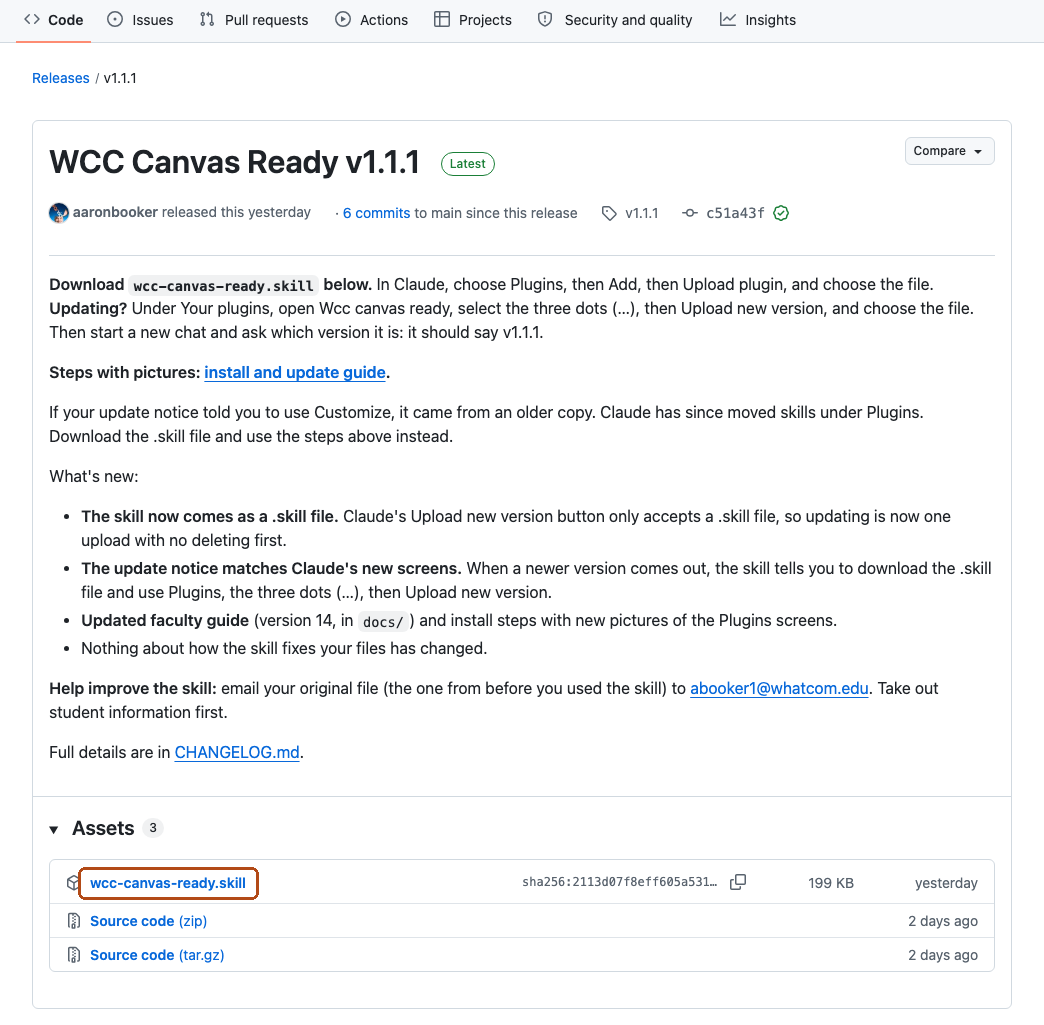 Code Issues Pull requests Actions Projects Security and quality Insights
Releases / v1.1.1
WCC Canvas Ready v1.1.1 Latest Compare
aaronbooker released this yesterday · 6 commits to main since this release v1.1.1 c51a43f
Download wcc-canvas-ready.skill below. In Claude, choose Plugins, then Add, then Upload plugin, and choose the file.
Updating? Under Your plugins, open Wcc canvas ready, select the three dots (...), then Upload new version, and choose the file.
Then start a new chat and ask which version it is: it should say v1.1.1.
Steps with pictures: install and update guide.
If your update notice told you to use Customize, it came from an older copy. Claude has since moved skills under Plugins.
Download the .skill file and use the steps above instead.
What's new:
• The skill now comes as a .skill file. Claude's Upload new version button only accepts a .skill file, so updating is now one
upload with no deleting first.
• The update notice matches Claude's new screens. When a newer version comes out, the skill tells you to download the .skill
file and use Plugins, the three dots (...), then Upload new version.
• Updated faculty guide (version 14, in docs/ ) and install steps with new pictures of the Plugins screens.
• Nothing about how the skill fixes your files has changed.
Help improve the skill: email your original file (the one from before you used the skill) to abooker1@whatcom.edu. Take out
student information first.
Full details are in CHANGELOG.md.
Assets 3
wcc-canvas-ready.skill sha256:2113d07f8eff605a531... 199 KB yesterday
Source code (zip) 2 days ago
Source code (tar.gz) 2 days ago